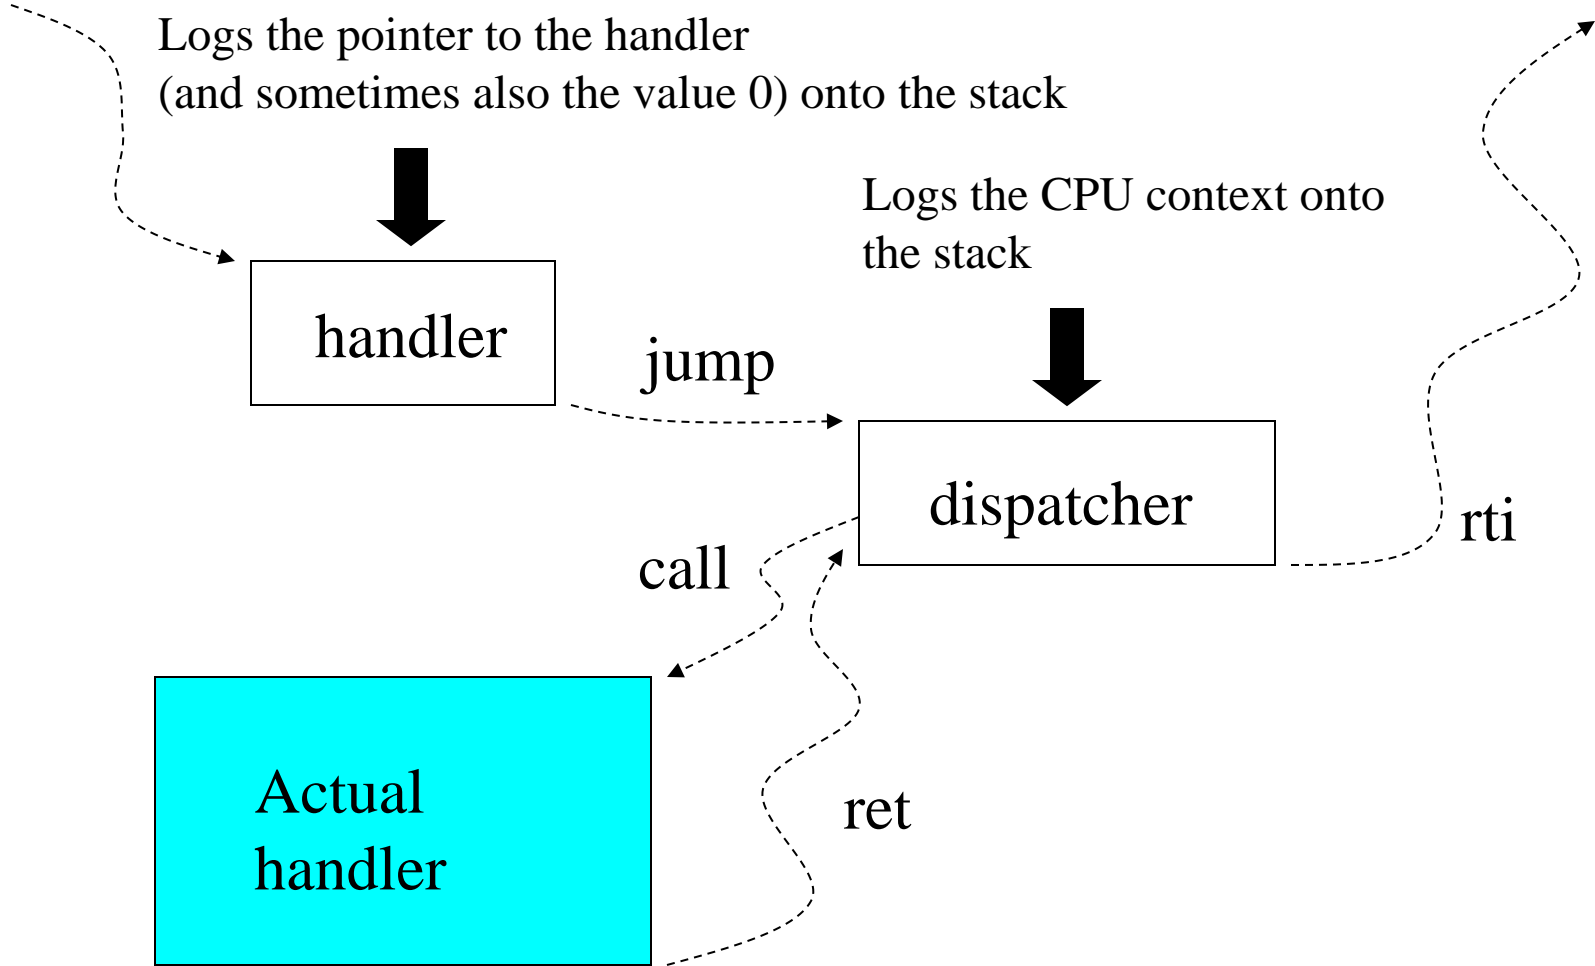 Logs the pointer to the handler
(and sometimes also the value 0) onto the stack
Logs the CPU context onto
the stack
handler
jump
dispatcher
rti
call
Actual
handler
ret